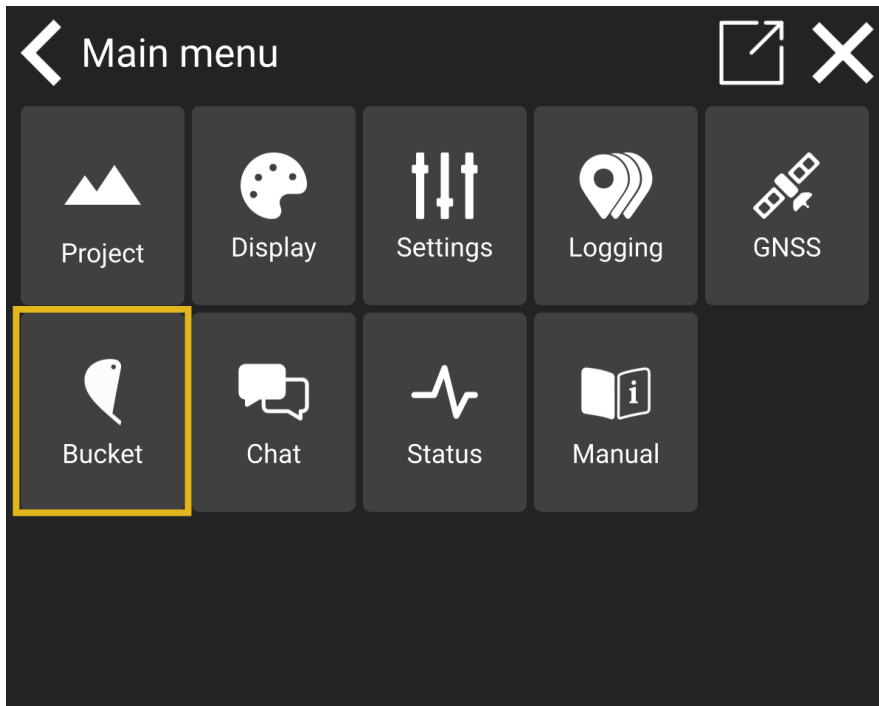 Main menu
Project
Display
Settings
Logging
GNSS
Bucket
Chat
Status
i
Manual